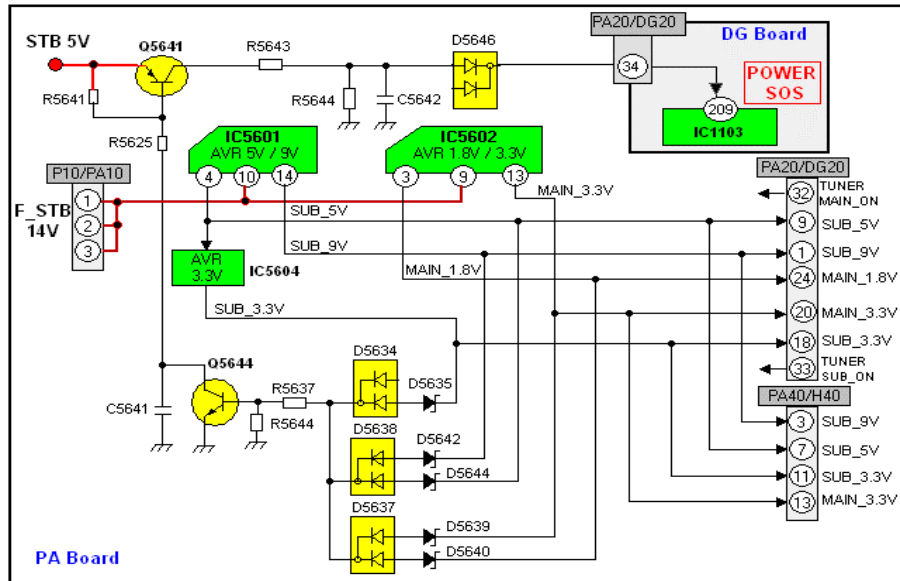 STB 5V
Q5641
R5643
D5646
PA20/DG20
DG Board
34
POWER
SOS
209
IC1103
R5641
R5644
C5642
R5625
IC5601
AVR 5V / 9V
4
10
14
IC5602
AVR 1.8V / 3.3V
3
9
13
P10/PA10
1
2
3
F_STB
14V
SUB_5V
SUB_9V
MAIN_3.3V
MAIN_1.8V
AVR
3.3V
IC5604
SUB_3.3V
PA20/DG20
32
TUNER
MAIN_ON
9
SUB_5V
1
SUB_9V
24
MAIN_1.8V
20
MAIN_3.3V
18
SUB_3.3V
33
TUNER
SUB_ON
PA40/H40
3
SUB_9V
7
SUB_5V
11
SUB_3.3V
13
MAIN_3.3V
Q5644
C5641
R5637
R5644
D5634
D5635
D5638
D5642
D5644
D5637
D5639
D5640
PA Board